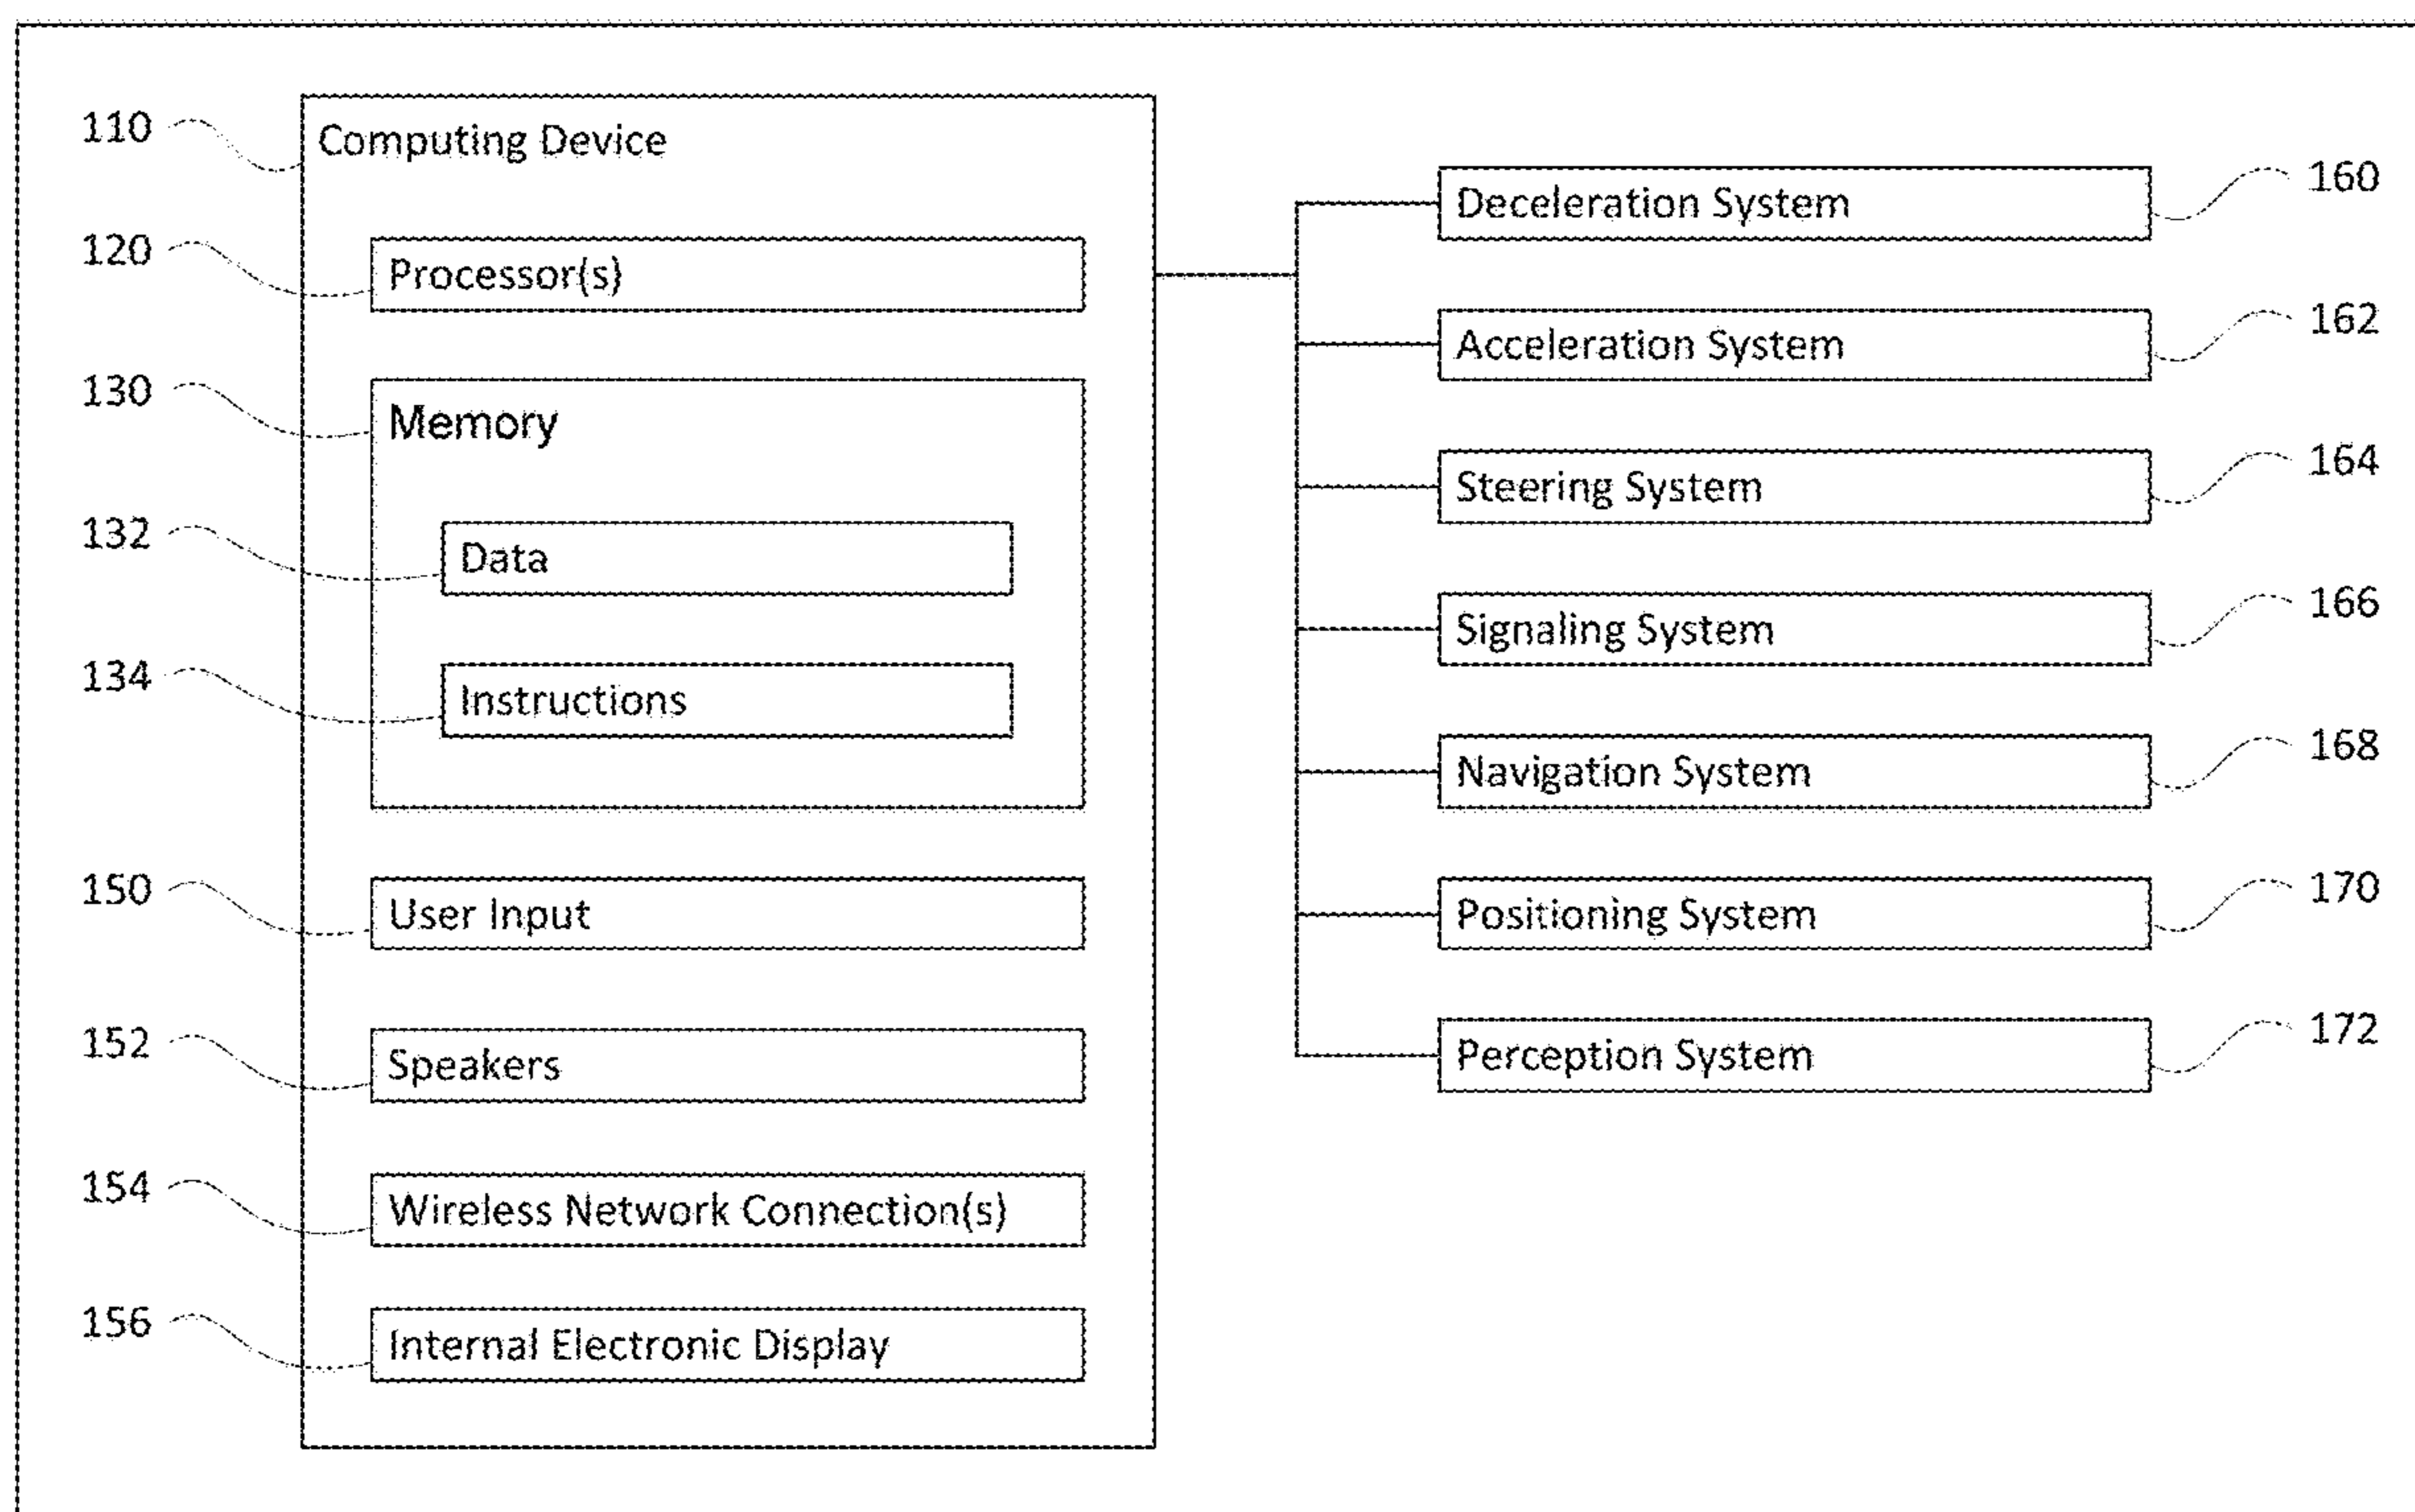 110 Computing Device
120 Processor(s)
130 Memory
132 Data
134 Instructions
150 User Input
152 Speakers
154 Wireless Network Connection(s)
156 Internal Electronic Display
Deceleration System 160
Acceleration System 162
Steering System 164
Signaling System 166
Navigation System 168
Positioning System 170
Perception System 172